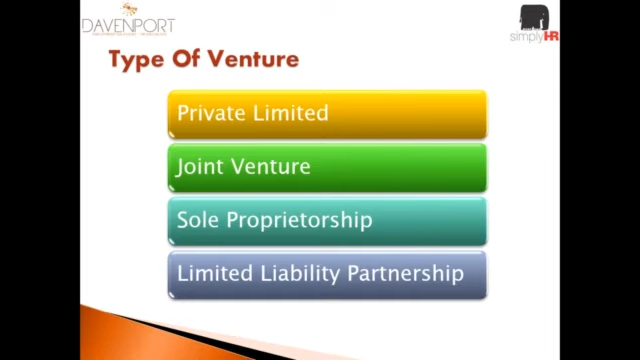 DAVENPORT
simplyHR
Type Of Venture
Private Limited
Joint Venture
Sole Proprietorship
Limited Liability Partnership